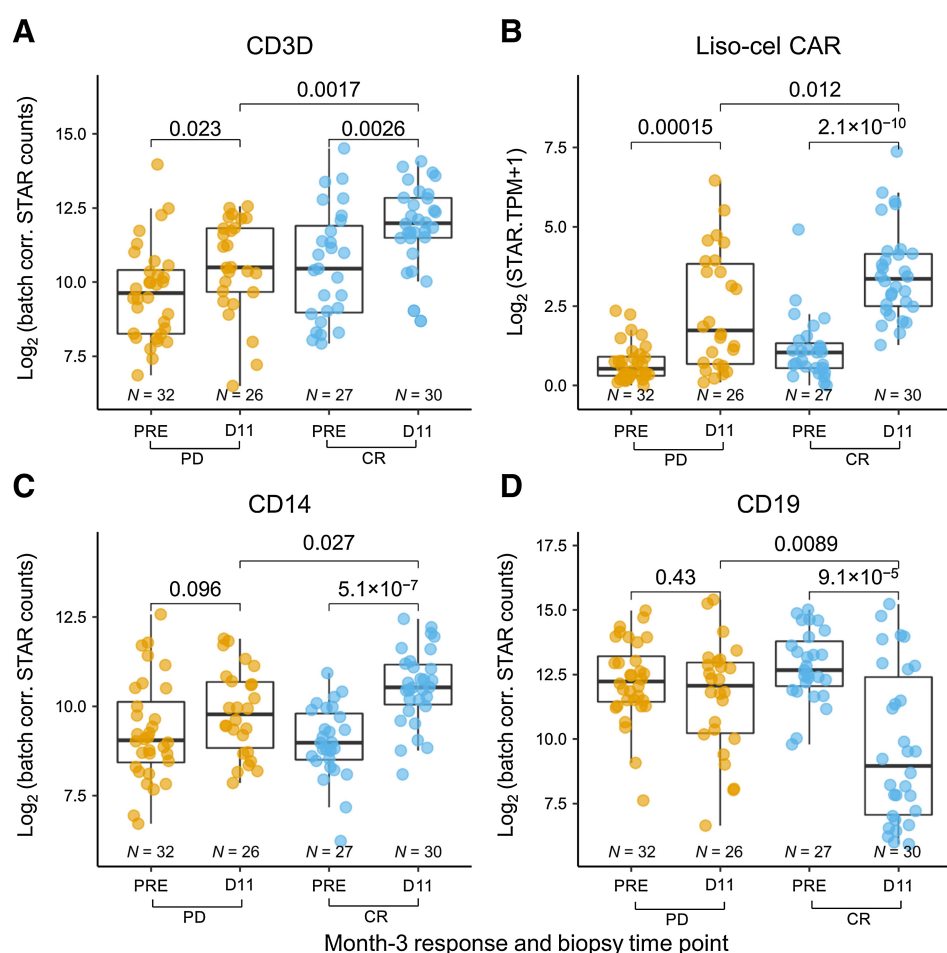 A
CD3D
Log₂ (batch corr. STAR counts)
15.0
12.5
10.0
7.5
0.0017
0.023
0.0026
N = 32
N = 26
N = 27
N = 30
PRE
D11
PRE
D11
PD
CR
B
Liso-cel CAR
Log₂ (STAR.TPM+1)
7.5
5.0
2.5
0.0
0.012
0.00015
2.1×10⁻¹⁰
N = 32
N = 26
N = 27
N = 30
PRE
D11
PRE
D11
PD
CR
C
CD14
Log₂ (batch corr. STAR counts)
12.5
10.0
7.5
0.027
0.096
5.1×10⁻⁷
N = 32
N = 26
N = 27
N = 30
PRE
D11
PRE
D11
PD
CR
D
CD19
Log₂ (batch corr. STAR counts)
17.5
15.0
12.5
10.0
7.5
0.0089
0.43
9.1×10⁻⁵
N = 32
N = 26
N = 27
N = 30
PRE
D11
PRE
D11
PD
CR
Month-3 response and biopsy time point